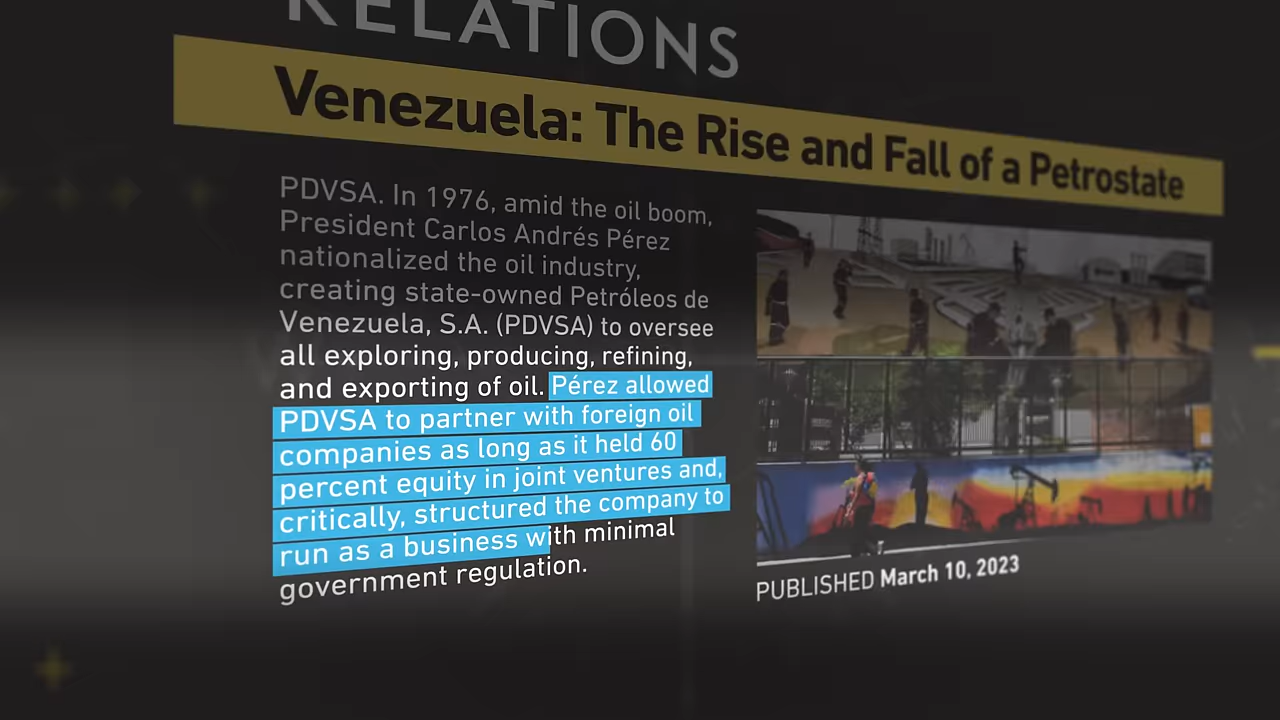 RELATIONS
Venezuela: The Rise and Fall of a Petrostate
PDVSA. In 1976, amid the oil boom,
President Carlos Andrés Pérez
nationalized the oil industry,
creating state-owned Petróleos de
Venezuela, S.A. (PDVSA) to oversee
all exploring, producing, refining,
and exporting of oil. Pérez allowed
PDVSA to partner with foreign oil
companies as long as it held 60
percent equity in joint ventures and,
critically, structured the company to
run as a business with minimal
government regulation.
PUBLISHED March 10, 2023